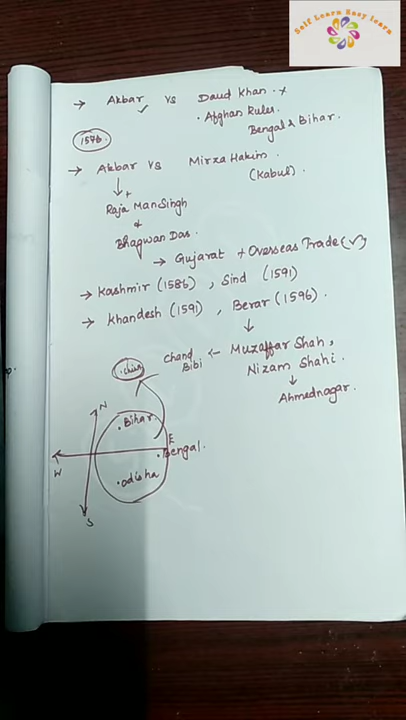 Self Learn Easy learn
→ Akbar vs Daud Khan. x
✓
• Afghan Ruler.
Bengal & Bihar.
1576.
→ Akbar vs Mirza Hakim.
(Kabul).
↓ +
Raja ManSingh
&
Bhagwan Das.
→ Gujarat + Overseas Trade (✓)
→ Kashmir (1586) , Sind (1591)
→ Khandesh (1591) , Berar (1596).
↓
Chand Bibi ← Muzaffar Shah,
Nizam Shahi.
↓
Ahmednagar.
N
• Bihar.
E
• Bengal.
W
• Odisha
S